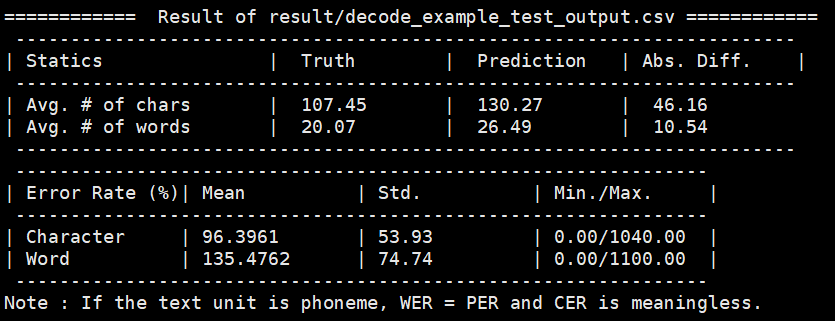 ============  Result of result/decode_example_test_output.csv ============
-----------------------------------------------------------------------
| Statics               |  Truth        |  Prediction   | Abs. Diff.    |
-----------------------------------------------------------------------
| Avg. # of chars       |  107.45       |  130.27       |  46.16
| Avg. # of words       |  20.07        |  26.49        |  10.54
-----------------------------------------------------------------------
---------------------------------------------------------------
| Error Rate (%)| Mean          | Std.          | Min./Max.     |
---------------------------------------------------------------
| Character     | 96.3961       | 53.93         | 0.00/1040.00  |
| Word          | 135.4762      | 74.74         | 0.00/1100.00  |
---------------------------------------------------------------
Note : If the text unit is phoneme, WER = PER and CER is meaningless.